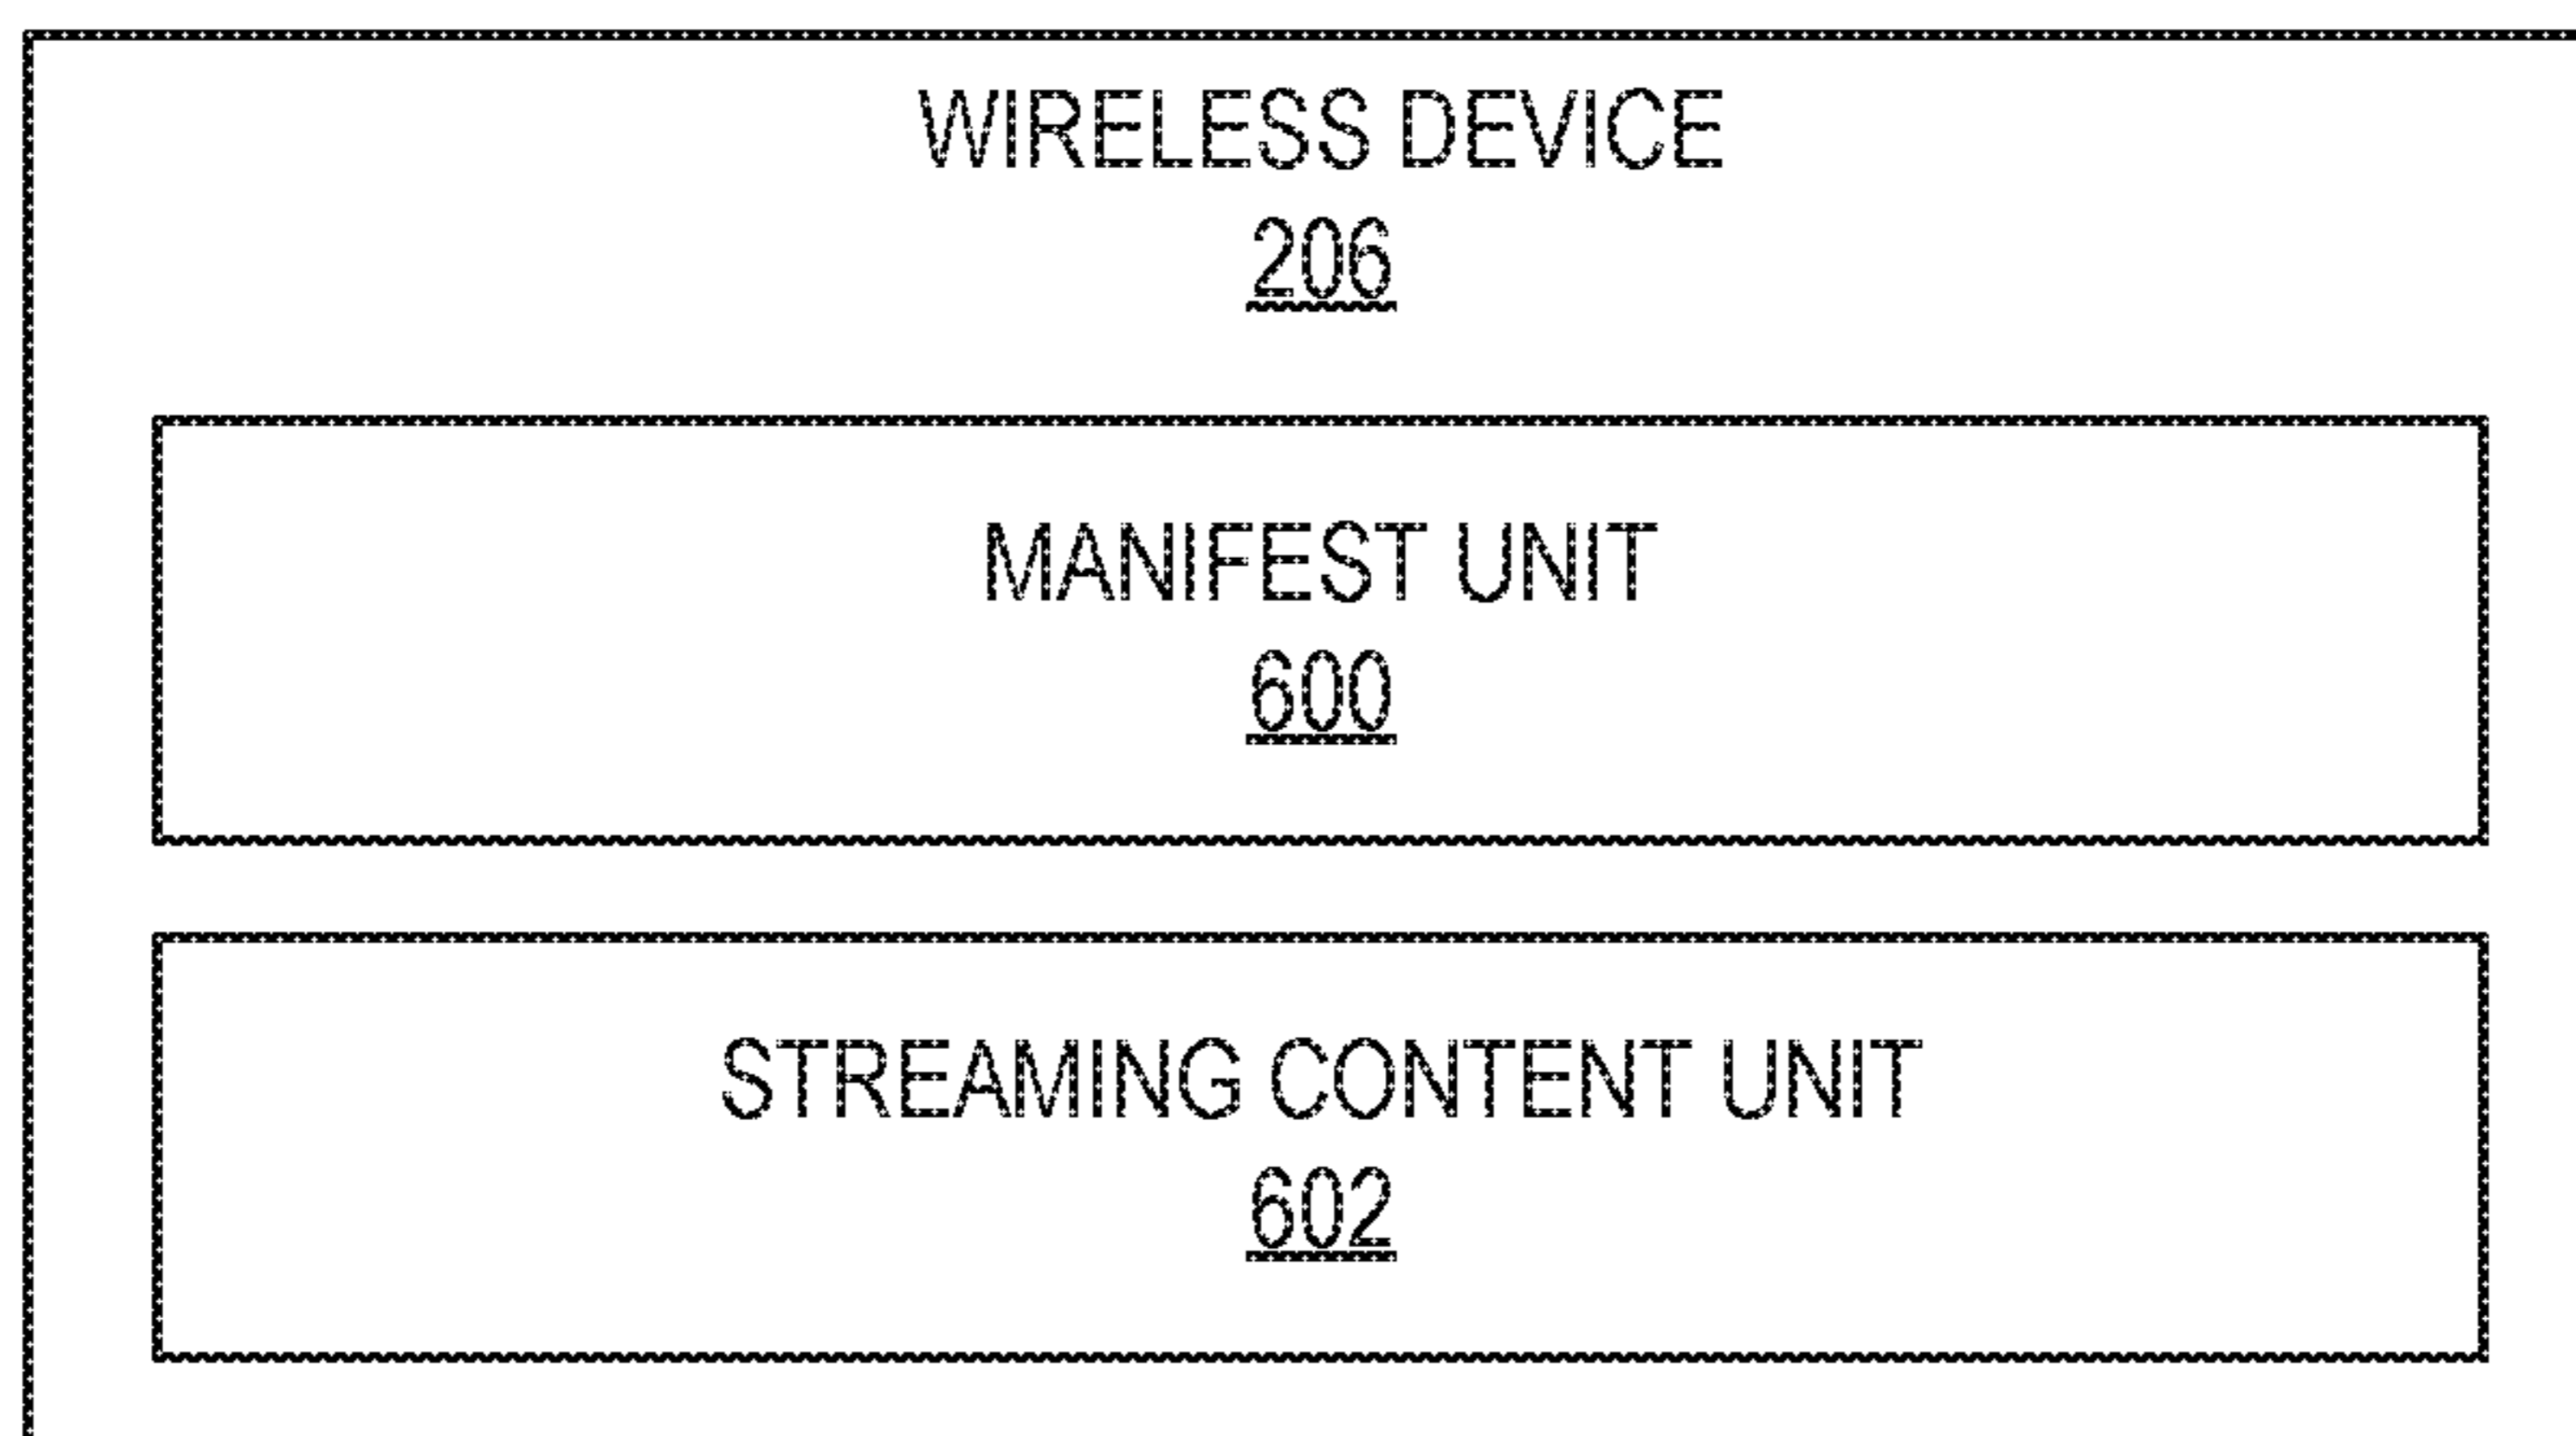 WIRELESS DEVICE
206
MANIFEST UNIT
600
STREAMING CONTENT UNIT
602